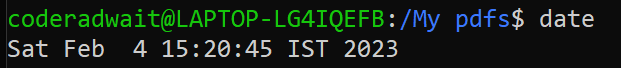 coderadwait@LAPTOP-LG4IQEFB:/My pdfs$ date
Sat Feb  4 15:20:45 IST 2023